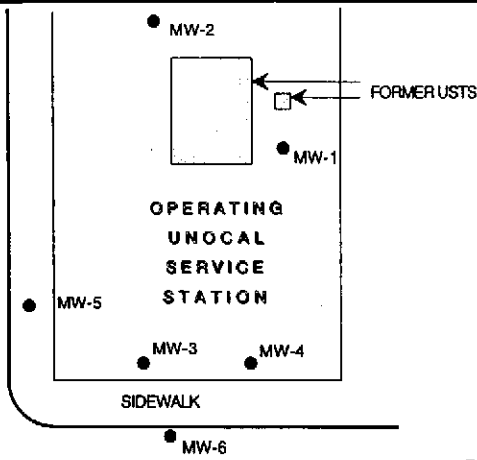 MW-2
FORMER USTS
MW-1
OPERATING
UNOCAL
SERVICE
STATION
MW-5
MW-3
MW-4
SIDEWALK
MW-6